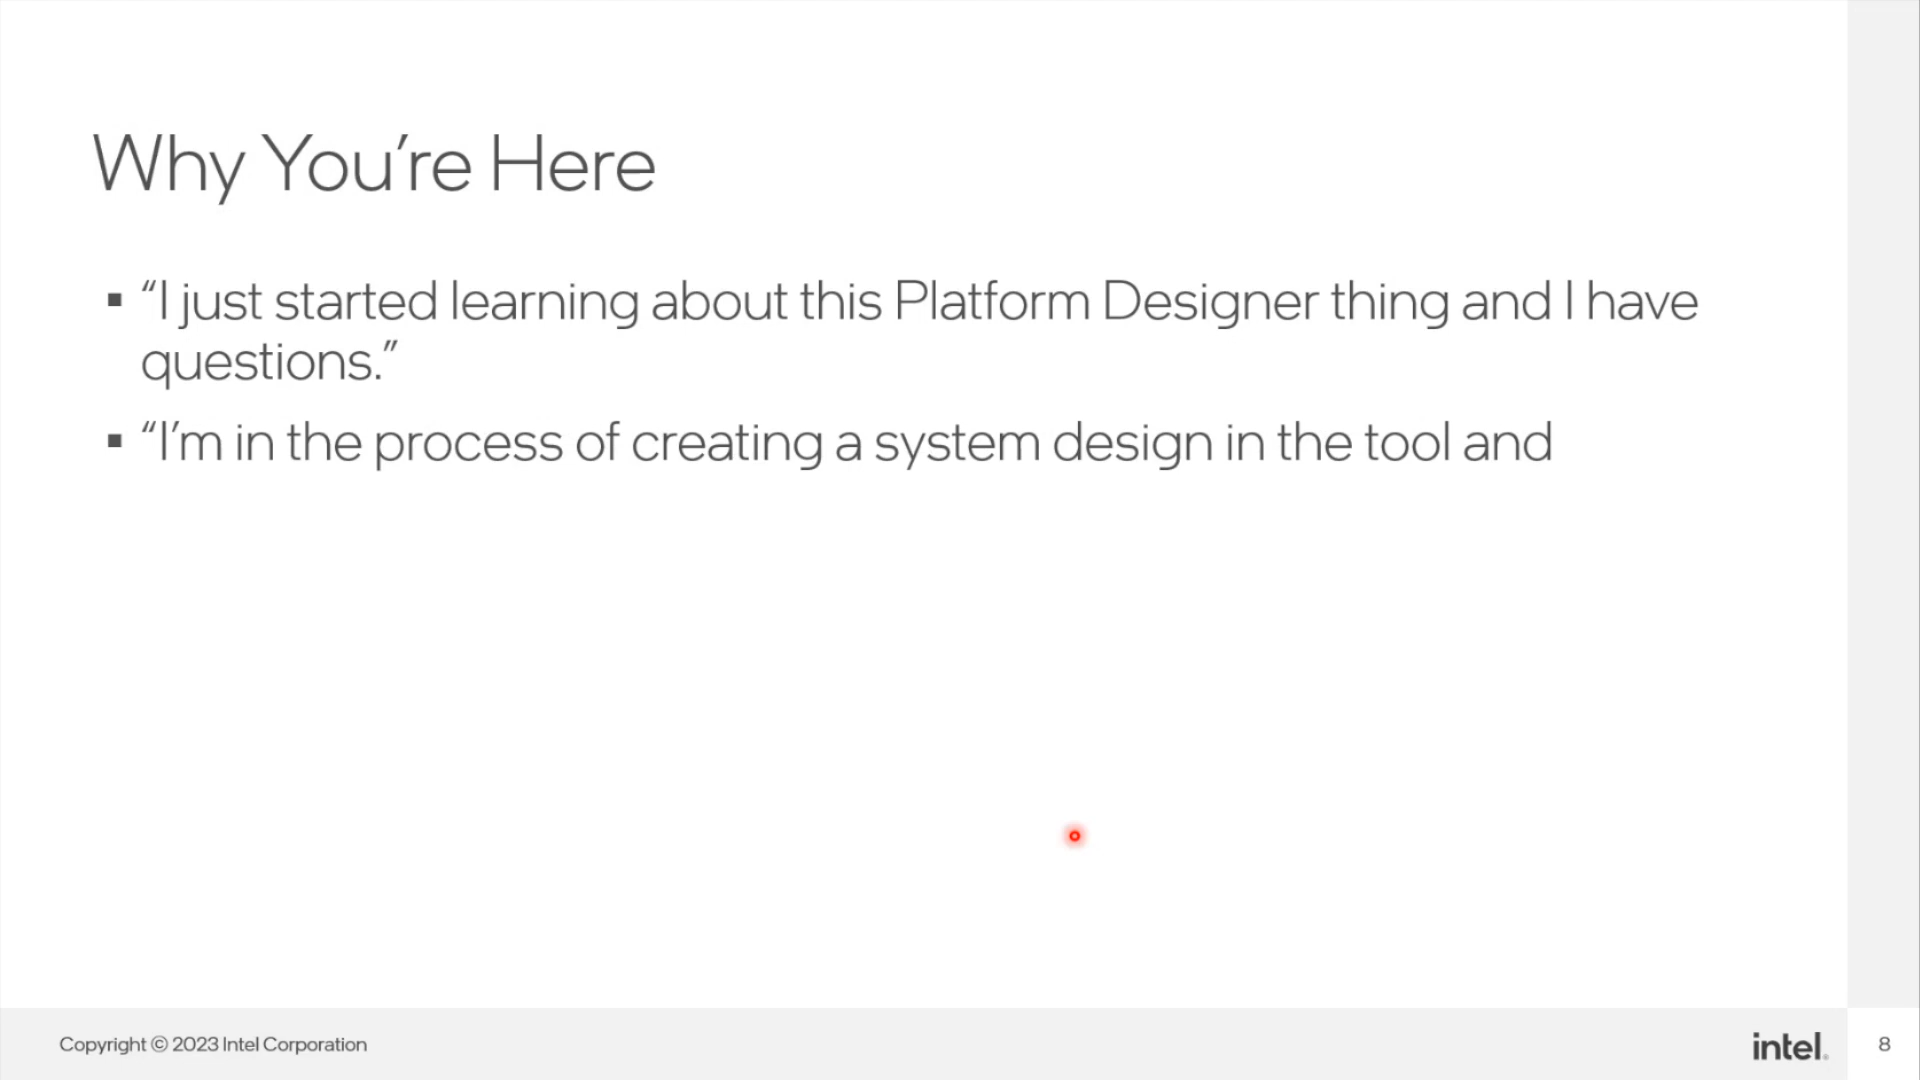 Why You’re Here
▪ “I just started learning about this Platform Designer thing and I have
questions.”
▪ “I’m in the process of creating a system design in the tool and
Copyright © 2023 Intel Corporation
intel.
8